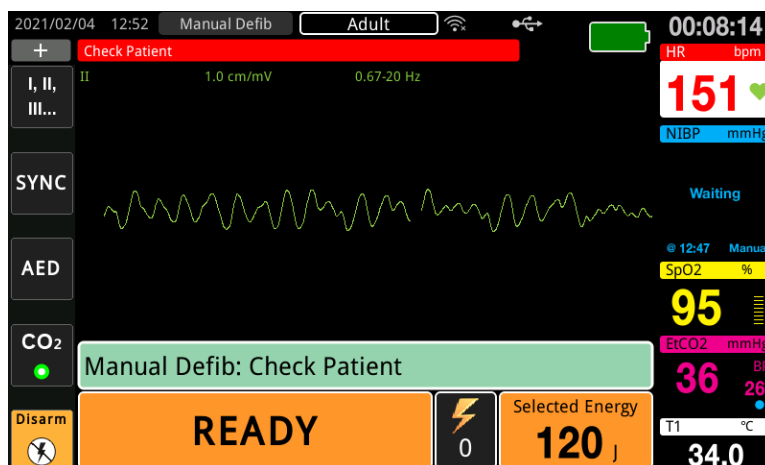 2021/02/04 12:52 Manual Defib Adult 00:08:14
+ Check Patient
HR bpm
151
I, II,
III...
II 1.0 cm/mV 0.67-20 Hz
NIBP mmHg
Waiting
@ 12:47 Manua
SYNC
AED
SpO2 %
95
CO2
EtCO2 mmHg
36
26
Manual Defib: Check Patient
Disarm
READY
0
Selected Energy
120 J
T1 °C
34.0